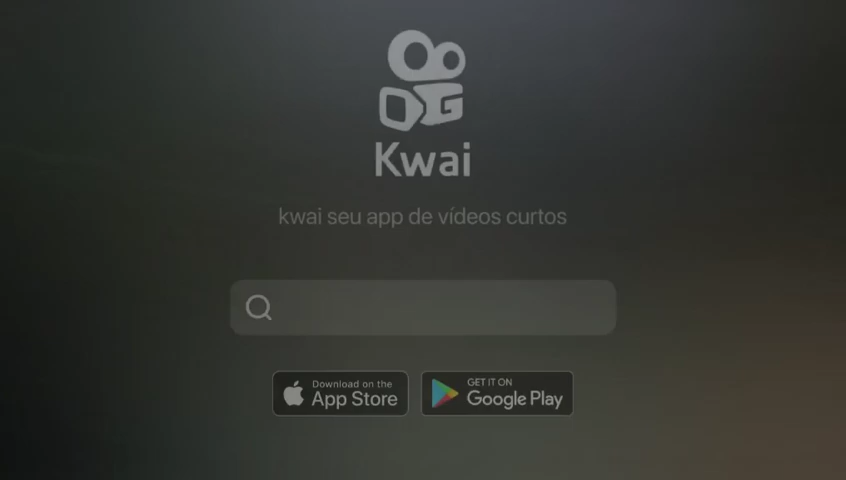 Kwai
kwai seu app de vídeos curtos
Download on the
App Store
GET IT ON
Google Play